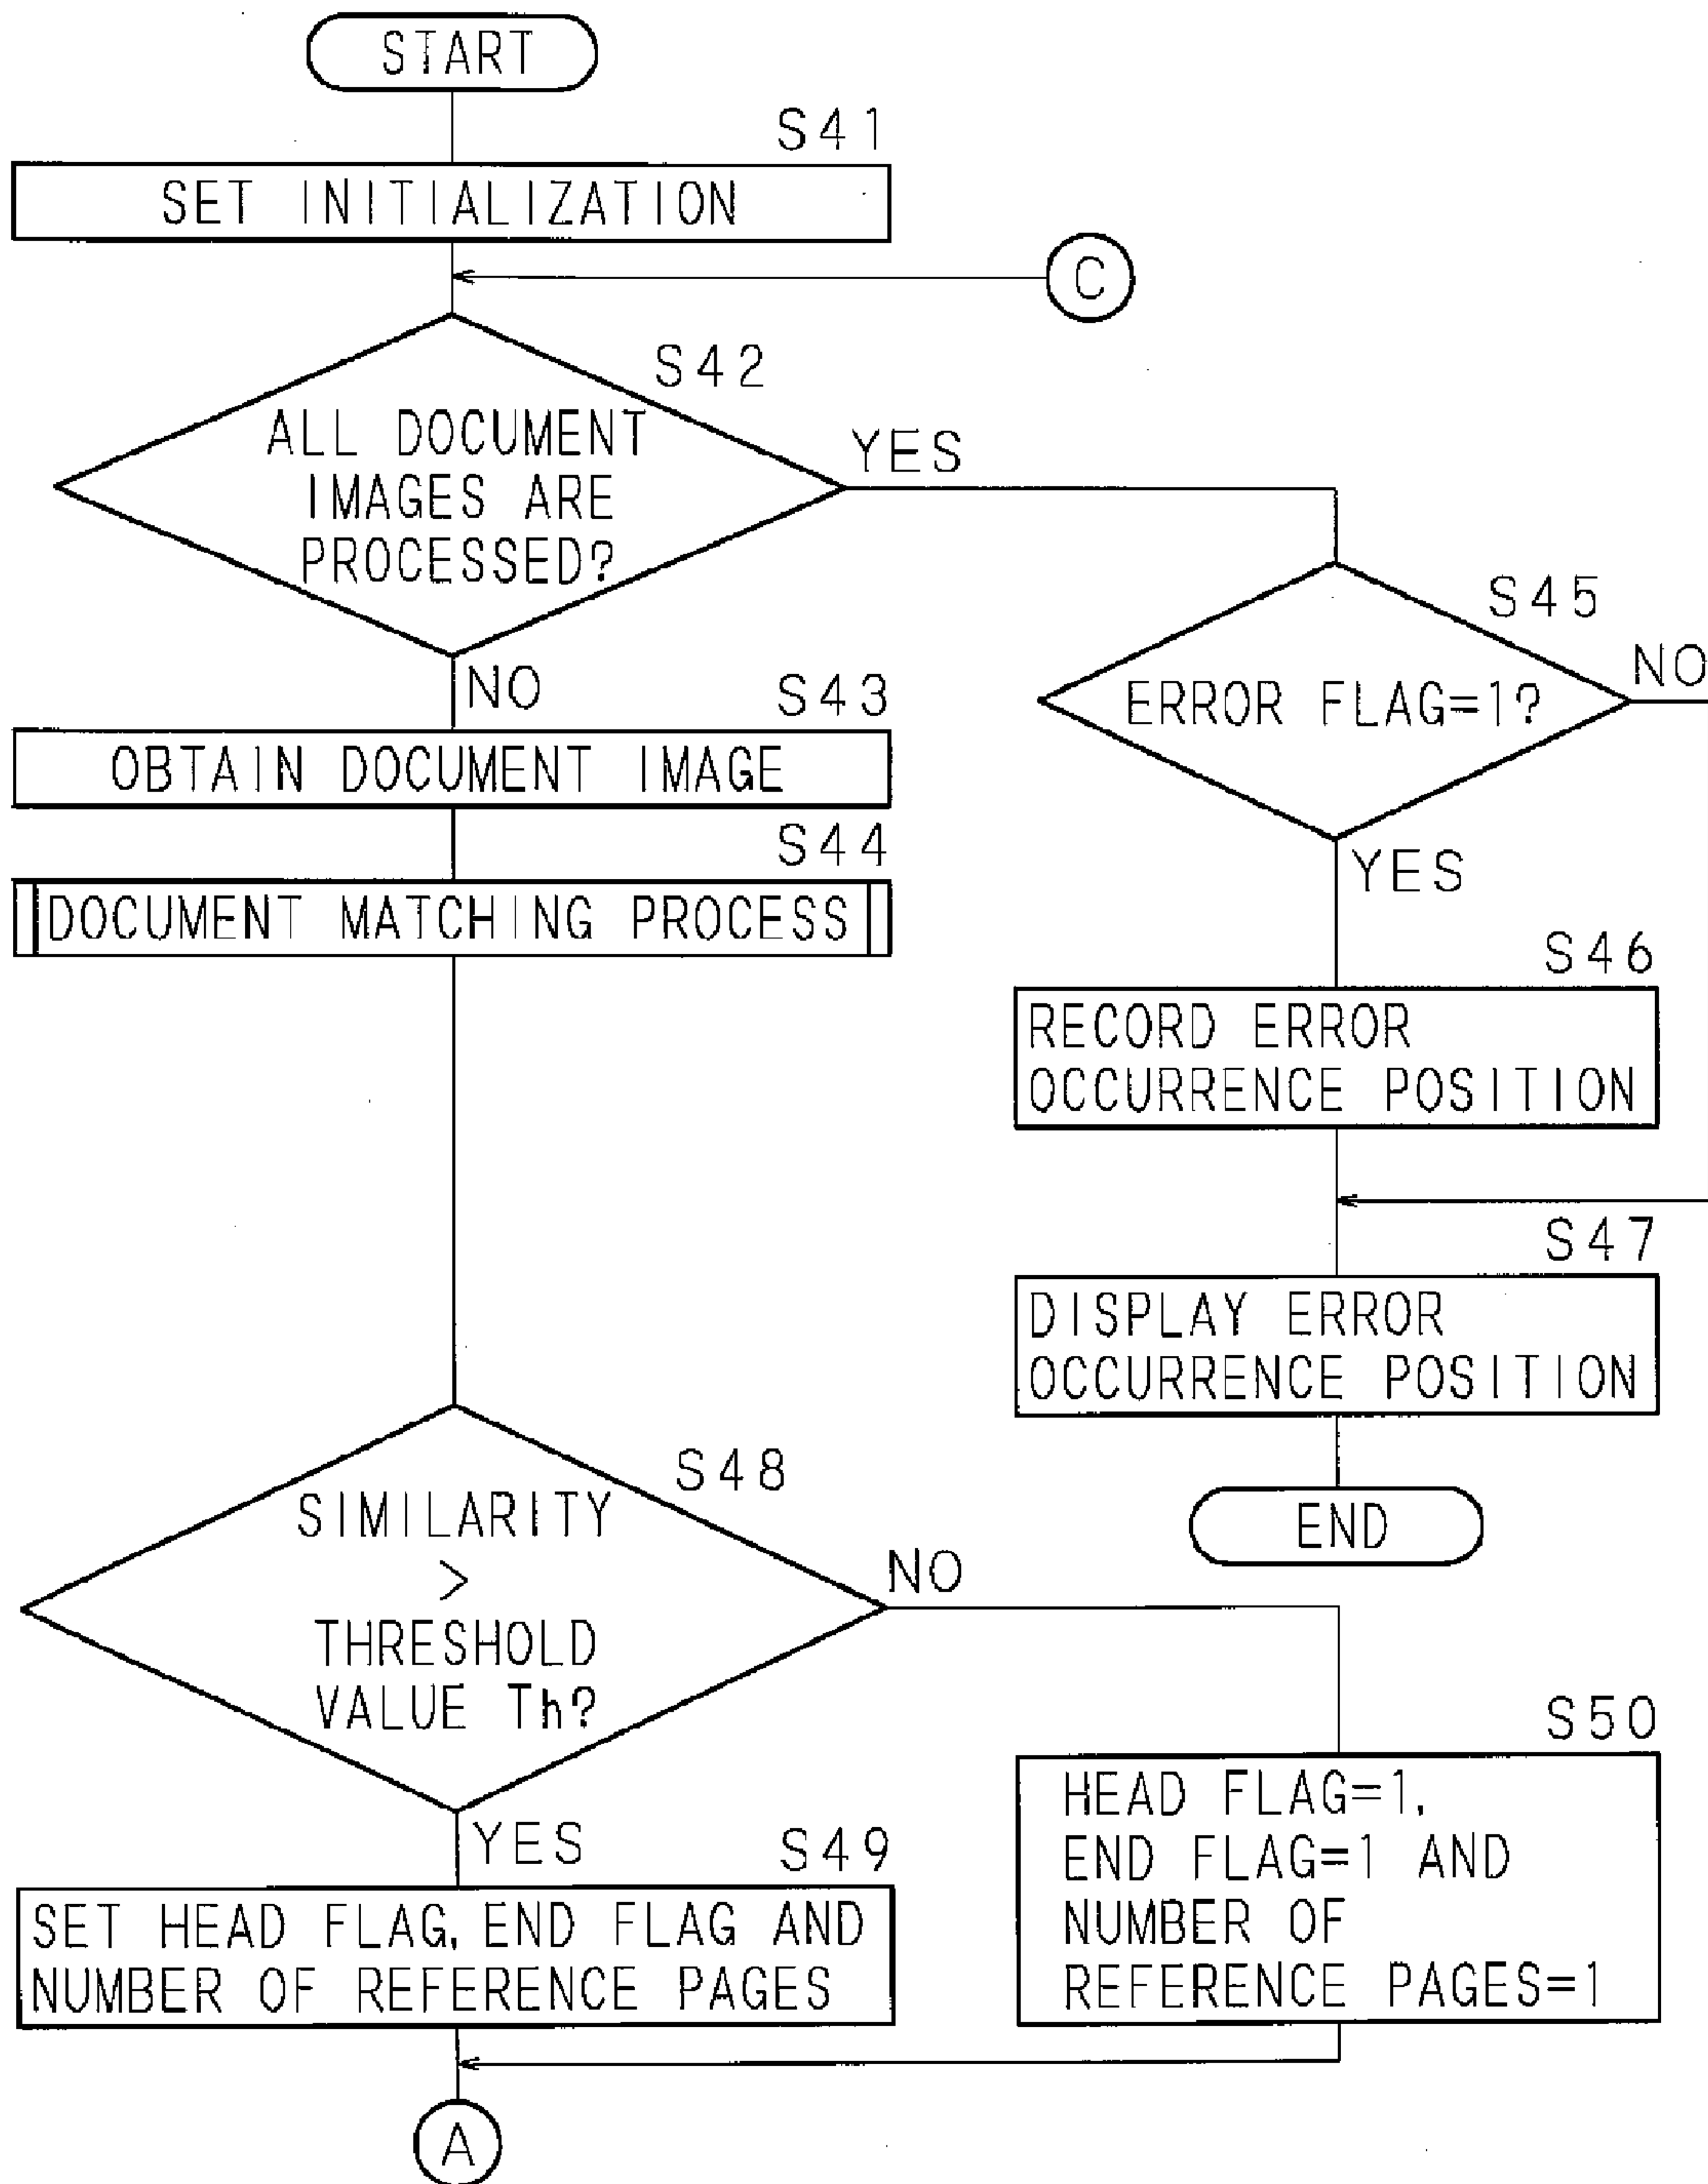 START
S41
SET INITIALIZATION
C
S42
ALL DOCUMENT
IMAGES ARE
PROCESSED?
YES
NO
S45
ERROR FLAG=1?
NO
YES
S43
OBTAIN DOCUMENT IMAGE
S44
DOCUMENT MATCHING PROCESS
S46
RECORD ERROR
OCCURRENCE POSITION
S47
DISPLAY ERROR
OCCURRENCE POSITION
END
S48
SIMILARITY
>
THRESHOLD
VALUE Th?
NO
YES
S49
SET HEAD FLAG, END FLAG AND
NUMBER OF REFERENCE PAGES
S50
HEAD FLAG=1,
END FLAG=1 AND
NUMBER OF
REFERENCE PAGES=1
A